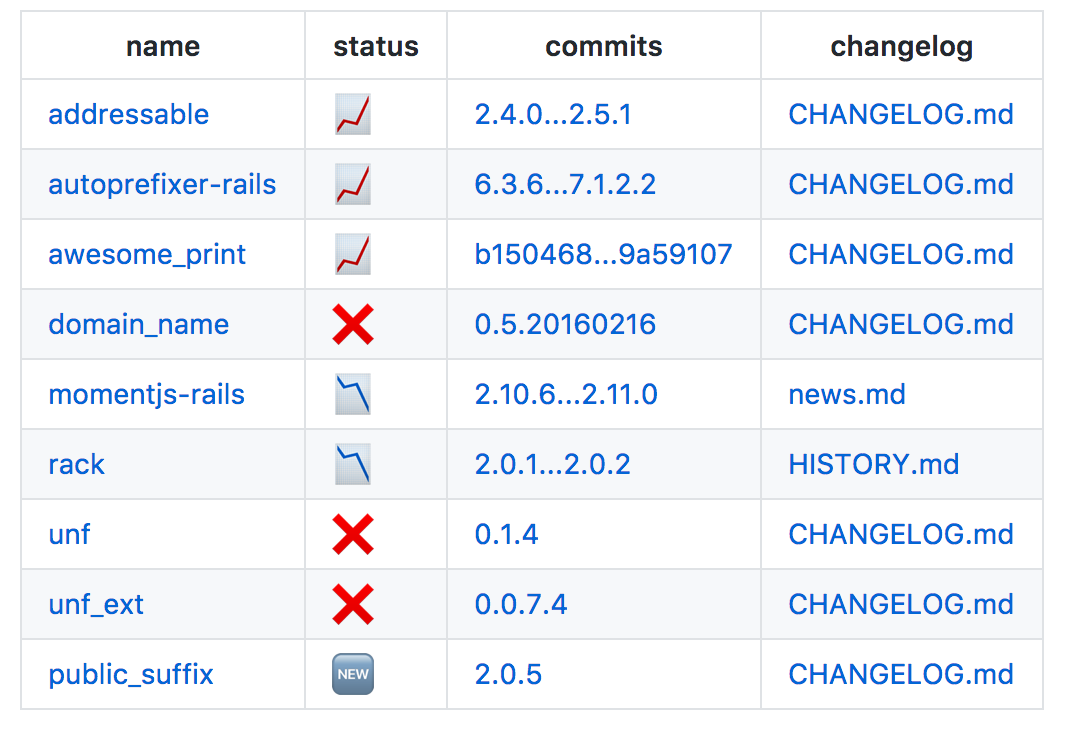 name status commits changelog
addressable 2.4.0...2.5.1 CHANGELOG.md
autoprefixer-rails 6.3.6...7.1.2.2 CHANGELOG.md
awesome_print b150468...9a59107 CHANGELOG.md
domain_name 0.5.20160216 CHANGELOG.md
momentjs-rails 2.10.6...2.11.0 news.md
rack 2.0.1...2.0.2 HISTORY.md
unf 0.1.4 CHANGELOG.md
unf_ext 0.0.7.4 CHANGELOG.md
public_suffix NEW 2.0.5 CHANGELOG.md